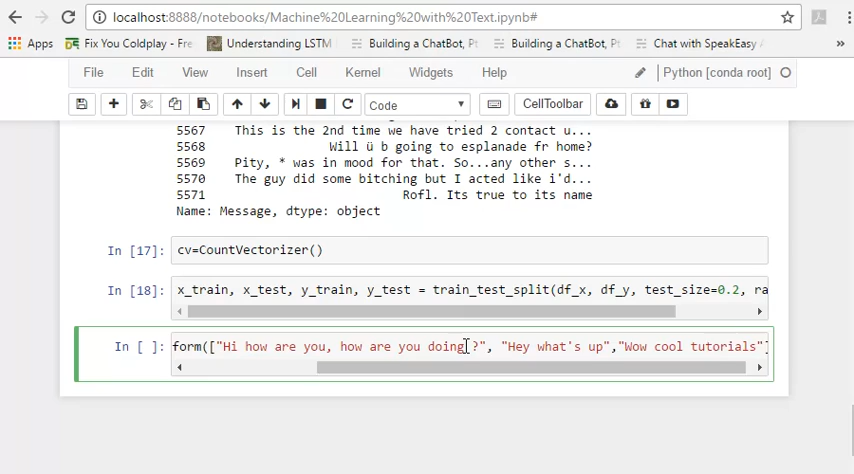 localhost:8888/notebooks/Machine%20Learning%20with%20Text.ipynb#
Apps Fix You Coldplay - Fre Understanding LSTM Building a ChatBot, Pt Building a ChatBot, Pt Chat with SpeakEasy »
File Edit View Insert Cell Kernel Widgets Help Python [conda root]
Code CellToolbar
5567 This is the 2nd time we have tried 2 contact u...
5568 Will ü b going to esplanade fr home?
5569 Pity, * was in mood for that. So...any other s...
5570 The guy did some bitching but I acted like i'd...
5571 Rofl. Its true to its name
Name: Message, dtype: object
In [17]: cv=CountVectorizer()
In [18]: x_train, x_test, y_train, y_test = train_test_split(df_x, df_y, test_size=0.2, ra
In [ ]: form(["Hi how are you, how are you doing ?", "Hey what's up","Wow cool tutorials"]